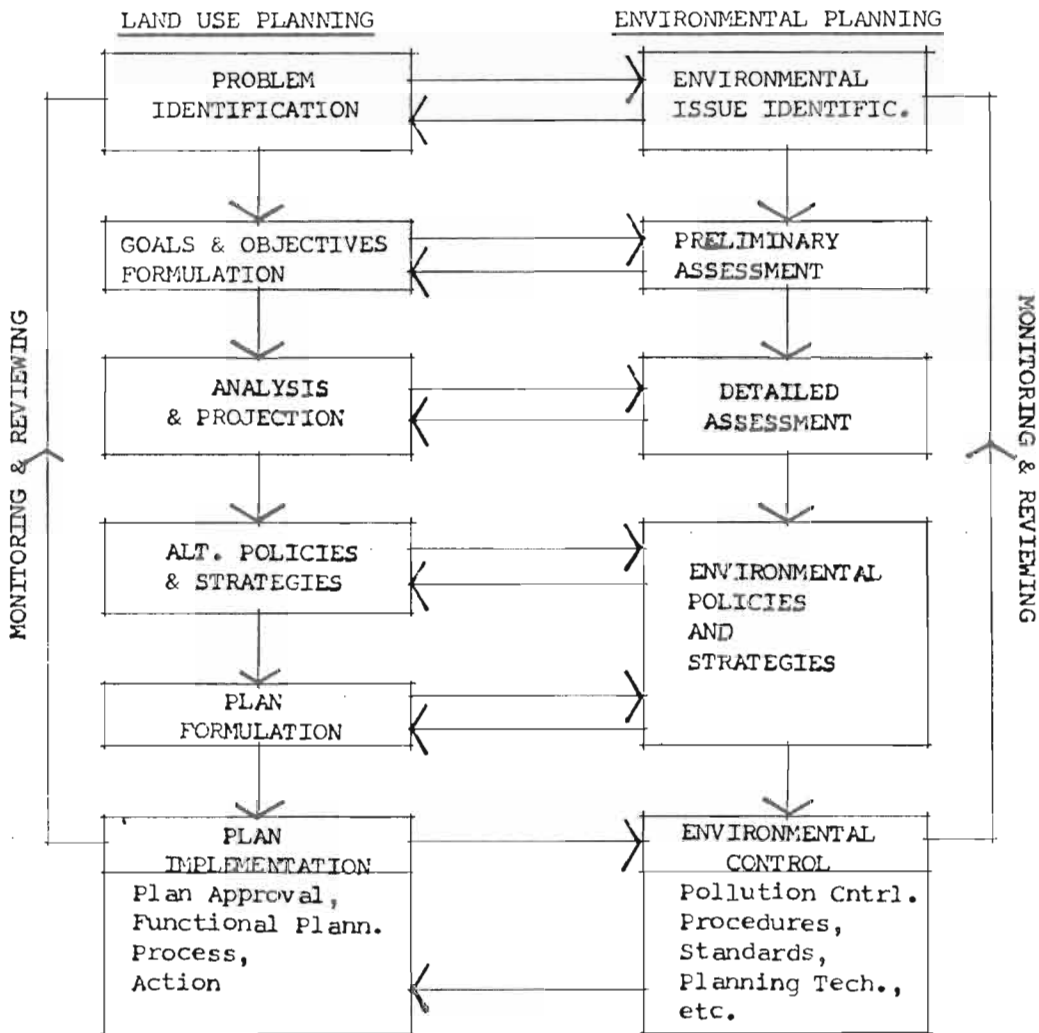 LAND USE PLANNING
ENVIRONMENTAL PLANNING
PROBLEM
IDENTIFICATION
ENVIRONMENTAL
ISSUE IDENTIFIC.
GOALS & OBJECTIVES
FORMULATION
PRELIMINARY
ASSESSMENT
ANALYSIS
& PROJECTION
DETAILED
ASSESSMENT
ALT. POLICIES
& STRATEGIES
ENVIRONMENTAL
POLICIES
AND
STRATEGIES
PLAN
FORMULATION
PLAN
IMPLEMENTATION
Plan Approval,
Functional Plann.
Process,
Action
ENVIRONMENTAL
CONTROL
Pollution Cntrl.
Procedures,
Standards,
Planning Tech.,
etc.
MONITORING & REVIEWING
MONITORING & REVIEWING